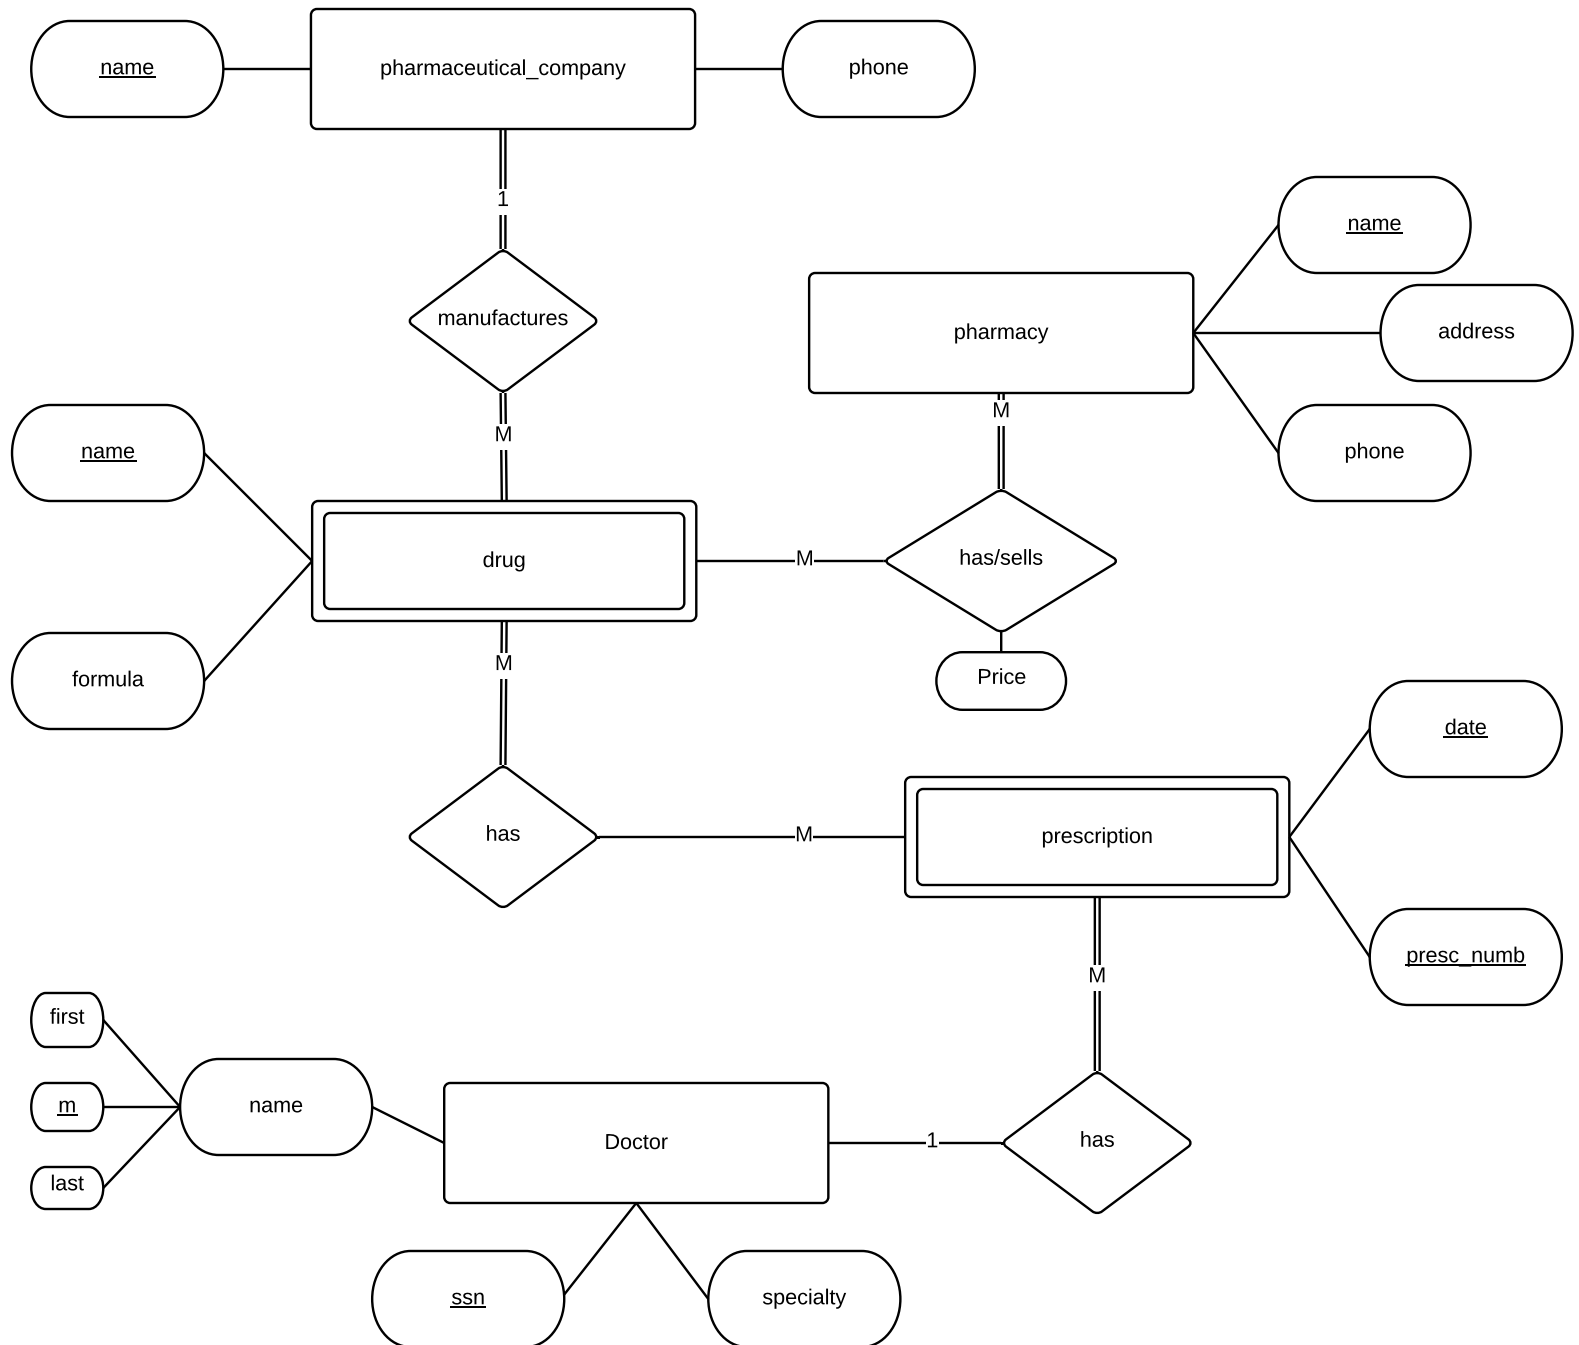 name
pharmaceutical_company
phone
1
manufactures
name
pharmacy
address
phone
M
M
name
drug
M
has/sells
formula
M
Price
date
has
M
prescription
presc_numb
M
first
m
last
name
Doctor
1
has
ssn
specialty